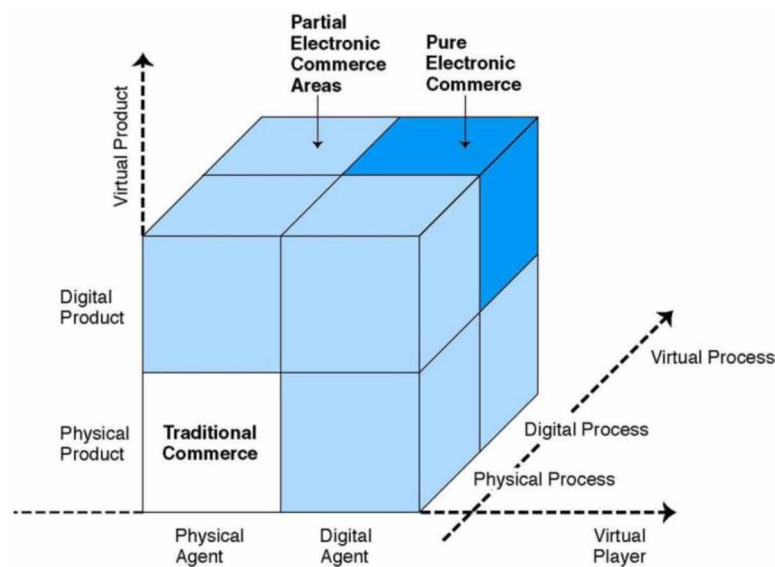 Partial
Electronic
Commerce
Areas
Pure
Electronic
Commerce
Virtual Product
Digital
Product
Physical
Product
Traditional
Commerce
Virtual Process
Digital Process
Physical Process
Physical
Agent
Digital
Agent
Virtual
Player